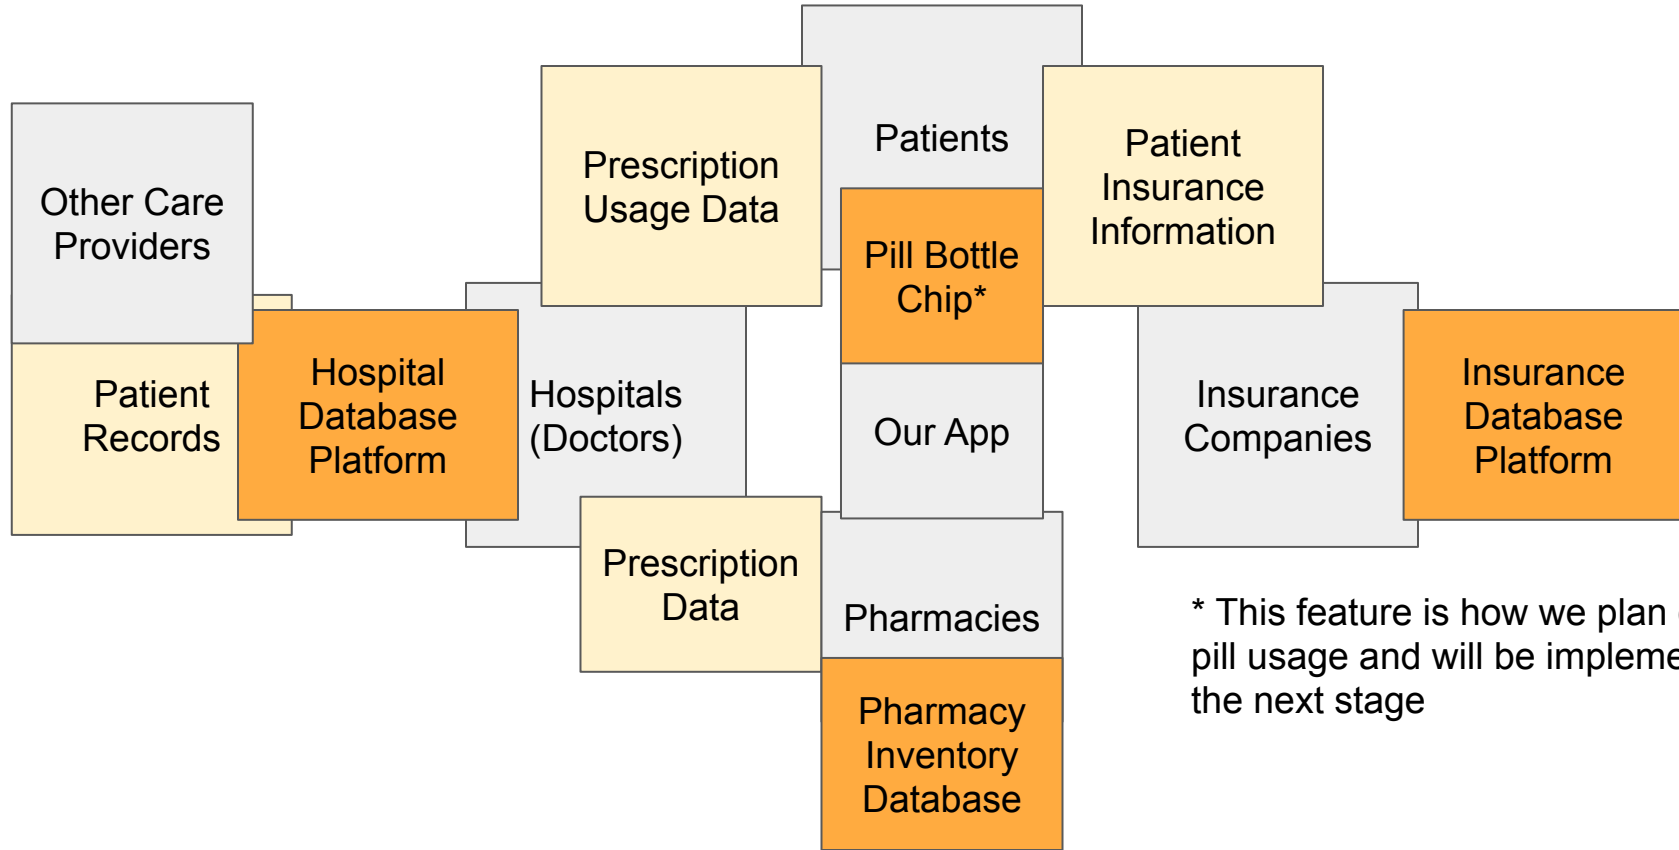 Patients
Prescription
Usage Data
Patient
Insurance
Information
Other Care
Providers
Pill Bottle
Chip*
Patient
Records
Hospital
Database
Platform
Hospitals
(Doctors)
Our App
Insurance
Companies
Insurance
Database
Platform
Prescription
Data
Pharmacies
Pharmacy
Inventory
Database
* This feature is how we plan
pill usage and will be
the next stage